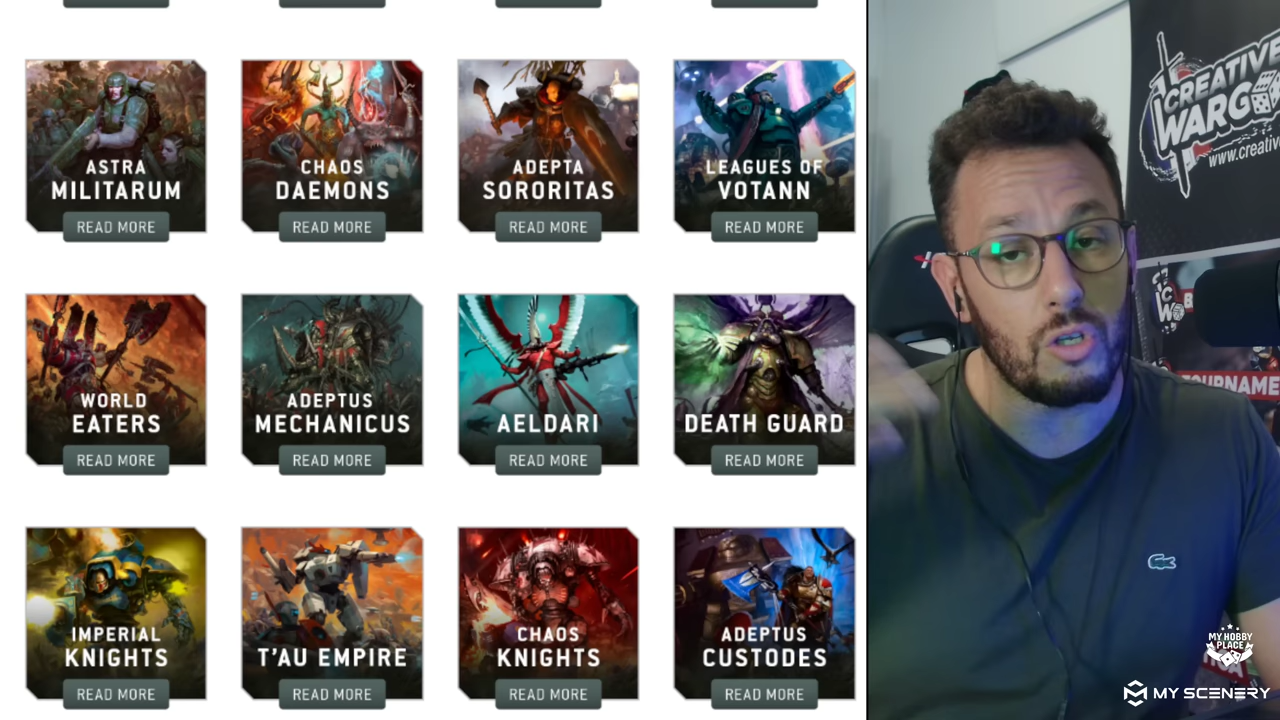 ASTRA
MILITARUM
READ MORE
CHAOS
DAEMONS
READ MORE
ADEPTA
SORORITAS
READ MORE
LEAGUES OF
VOTANN
READ MORE
WORLD
EATERS
READ MORE
ADEPTUS
MECHANICUS
READ MORE
AELDARI
READ MORE
DEATH GUARD
READ MORE
IMPERIAL
KNIGHTS
READ MORE
T'AU EMPIRE
READ MORE
CHAOS
KNIGHTS
READ MORE
ADEPTUS
CUSTODES
READ MORE
CREATIVE
www.creative
MY HOBBY
PLACE
MY SCENERY